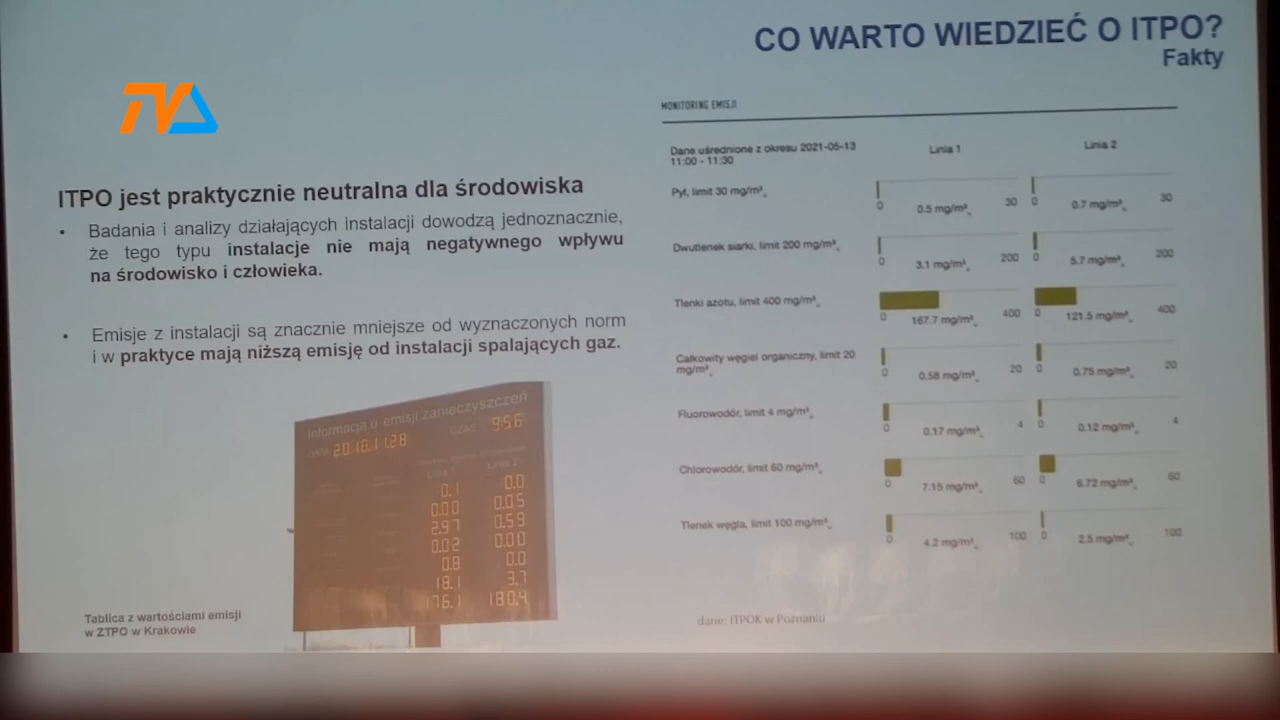 CO WARTO WIEDZIEĆ O ITPO?
Fakty
TVA
ITPO jest praktycznie neutralna dla środowiska
• Badania i analizy działających instalacji dowodzą jednoznacznie,
że tego typu instalacje nie mają negatywnego wpływu
na środowisko i człowieka.
• Emisje z instalacji są znacznie mniejsze od wyznaczonych norm
i w praktyce mają niższą emisję od instalacji spalających gaz.
Informacja o emisji zanieczyszczeń
DATA 2018.11.28 CZAS 9:56
Linia 1 Linia 2
0.1 0.0
0.00 0.05
2.97 0.59
0.02 0.00
0.8 0.0
18.1 3.7
176.1 180.4
Tablica z wartościami emisji
w ZTPO w Krakowie
MONITORING EMISJI
Dane uśrednione z okresu 2021-05-13
11:00 - 11:30
Linia 1 Linia 2
Pył, limit 30 mg/m³
0 0.5 mg/m³ 30 0 0.7 mg/m³ 30
Dwutlenek siarki, limit 200 mg/m³
0 3.1 mg/m³ 200 0 5.7 mg/m³ 200
Tlenki azotu, limit 400 mg/m³
0 167.7 mg/m³ 400 0 121.5 mg/m³ 400
Całkowity węgiel organiczny, limit 20
mg/m³
0 0.58 mg/m³ 20 0 0.75 mg/m³ 20
Fluorowodór, limit 4 mg/m³
0 0.17 mg/m³ 4 0 0.12 mg/m³ 4
Chlorowodór, limit 60 mg/m³
0 7.15 mg/m³ 60 0 6.72 mg/m³ 60
Tlenek węgla, limit 100 mg/m³
0 4.2 mg/m³ 100 0 2.5 mg/m³ 100
dane: ITPOK w Poznaniu